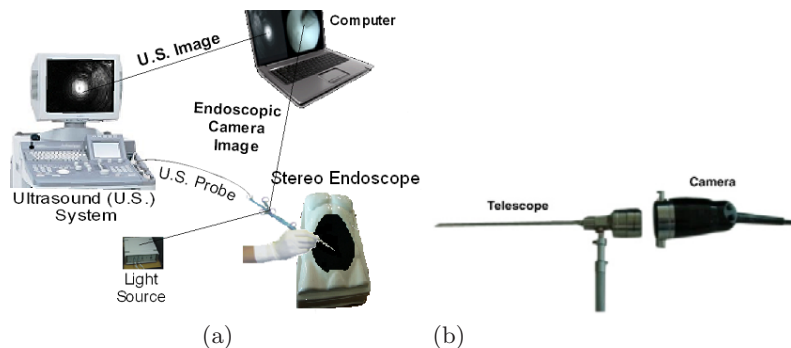 Computer
U.S. Image
Endoscopic
Camera
Image
U.S. Probe
Stereo Endoscope
Ultrasound (U.S.)
System
Light
Source
(a)
Telescope
Camera
(b)